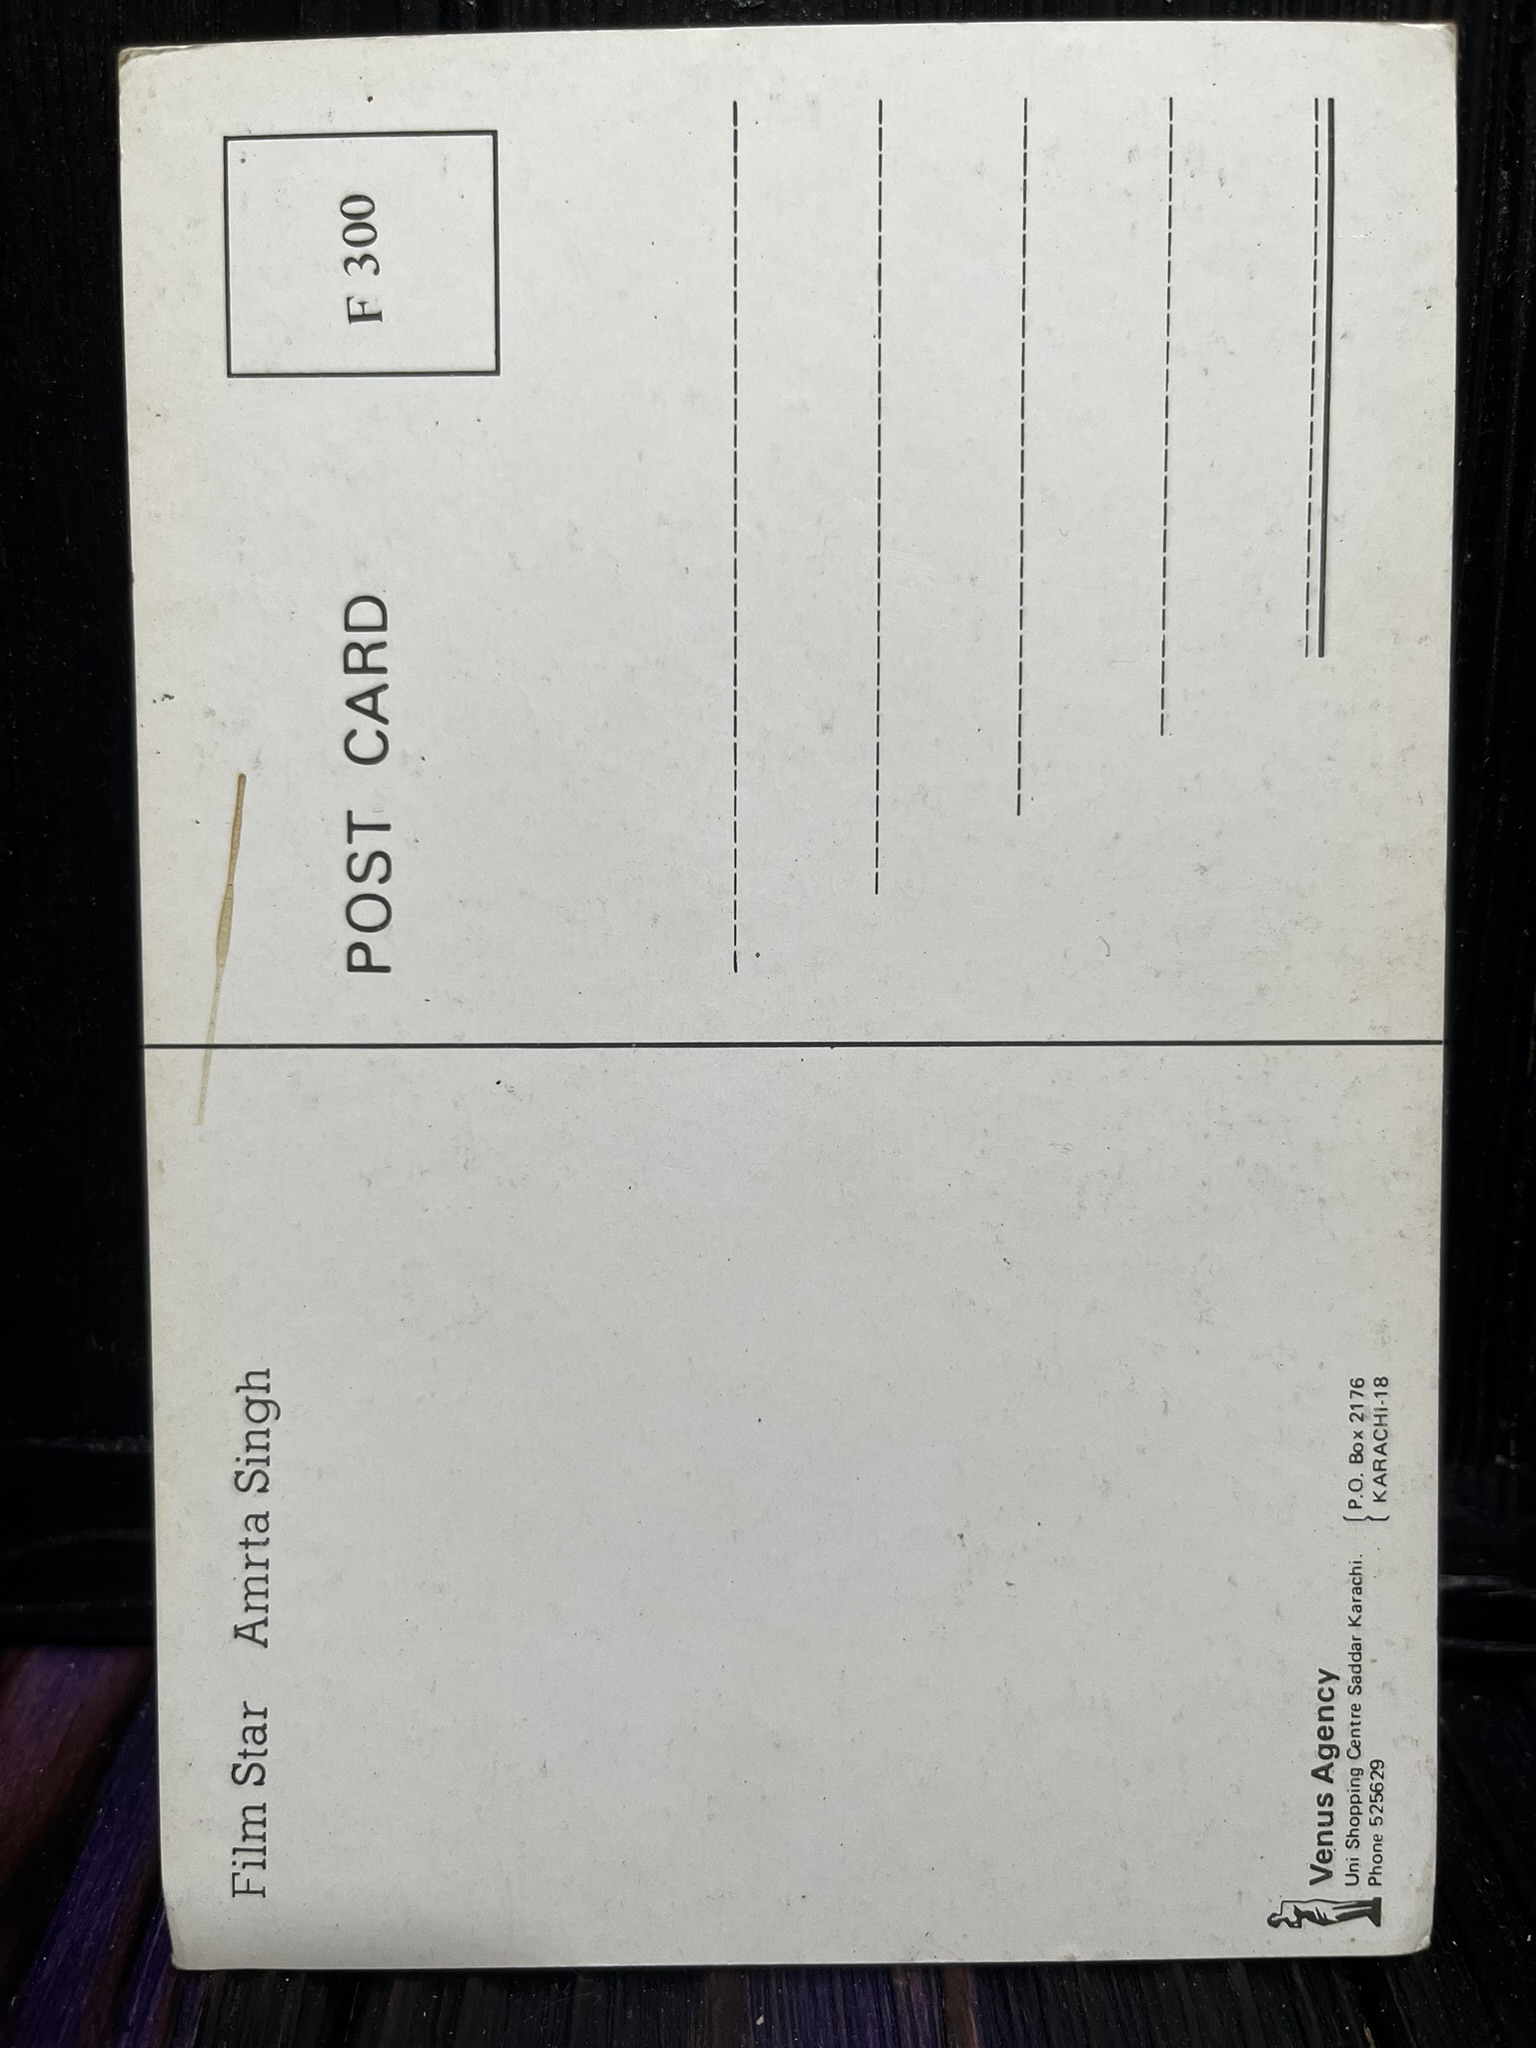 Film Star Amrta Singh
POST CARD
F 300
Venus Agency
Uni Shopping Centre Saddar Karachi.
Phone 525629
P.O. Box 2176
KARACHI-18